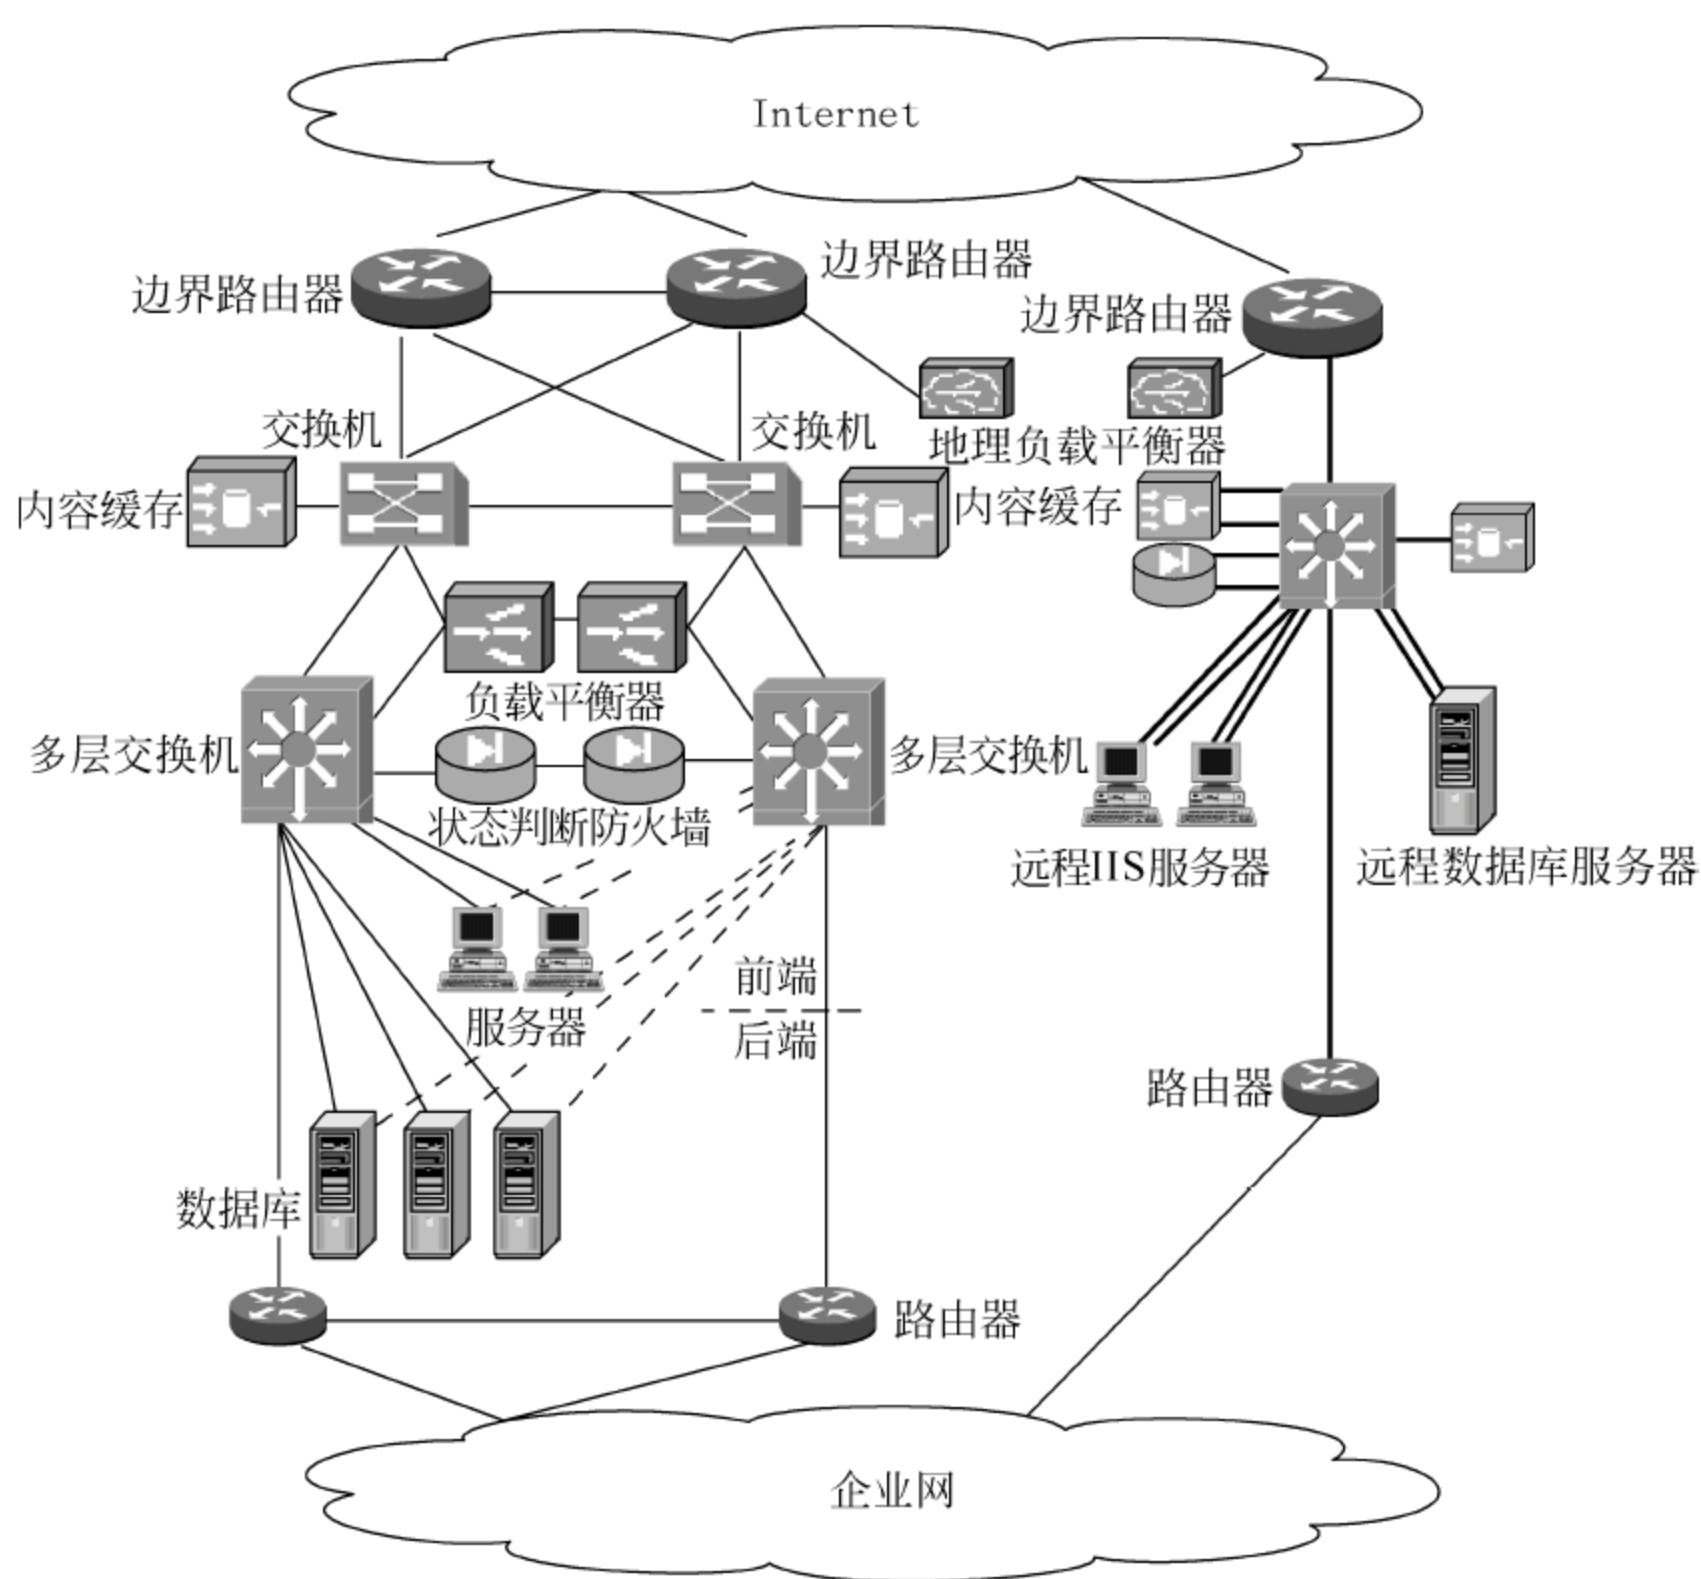 Internet
边界路由器
边界路由器
边界路由器
交换机
交换机
地理负载平衡器
内容缓存
内容缓存
负载平衡器
多层交换机
多层交换机
状态判断防火墙
远程IIS服务器
远程数据库服务器
前端
服务器
后端
路由器
数据库
路由器
企业网